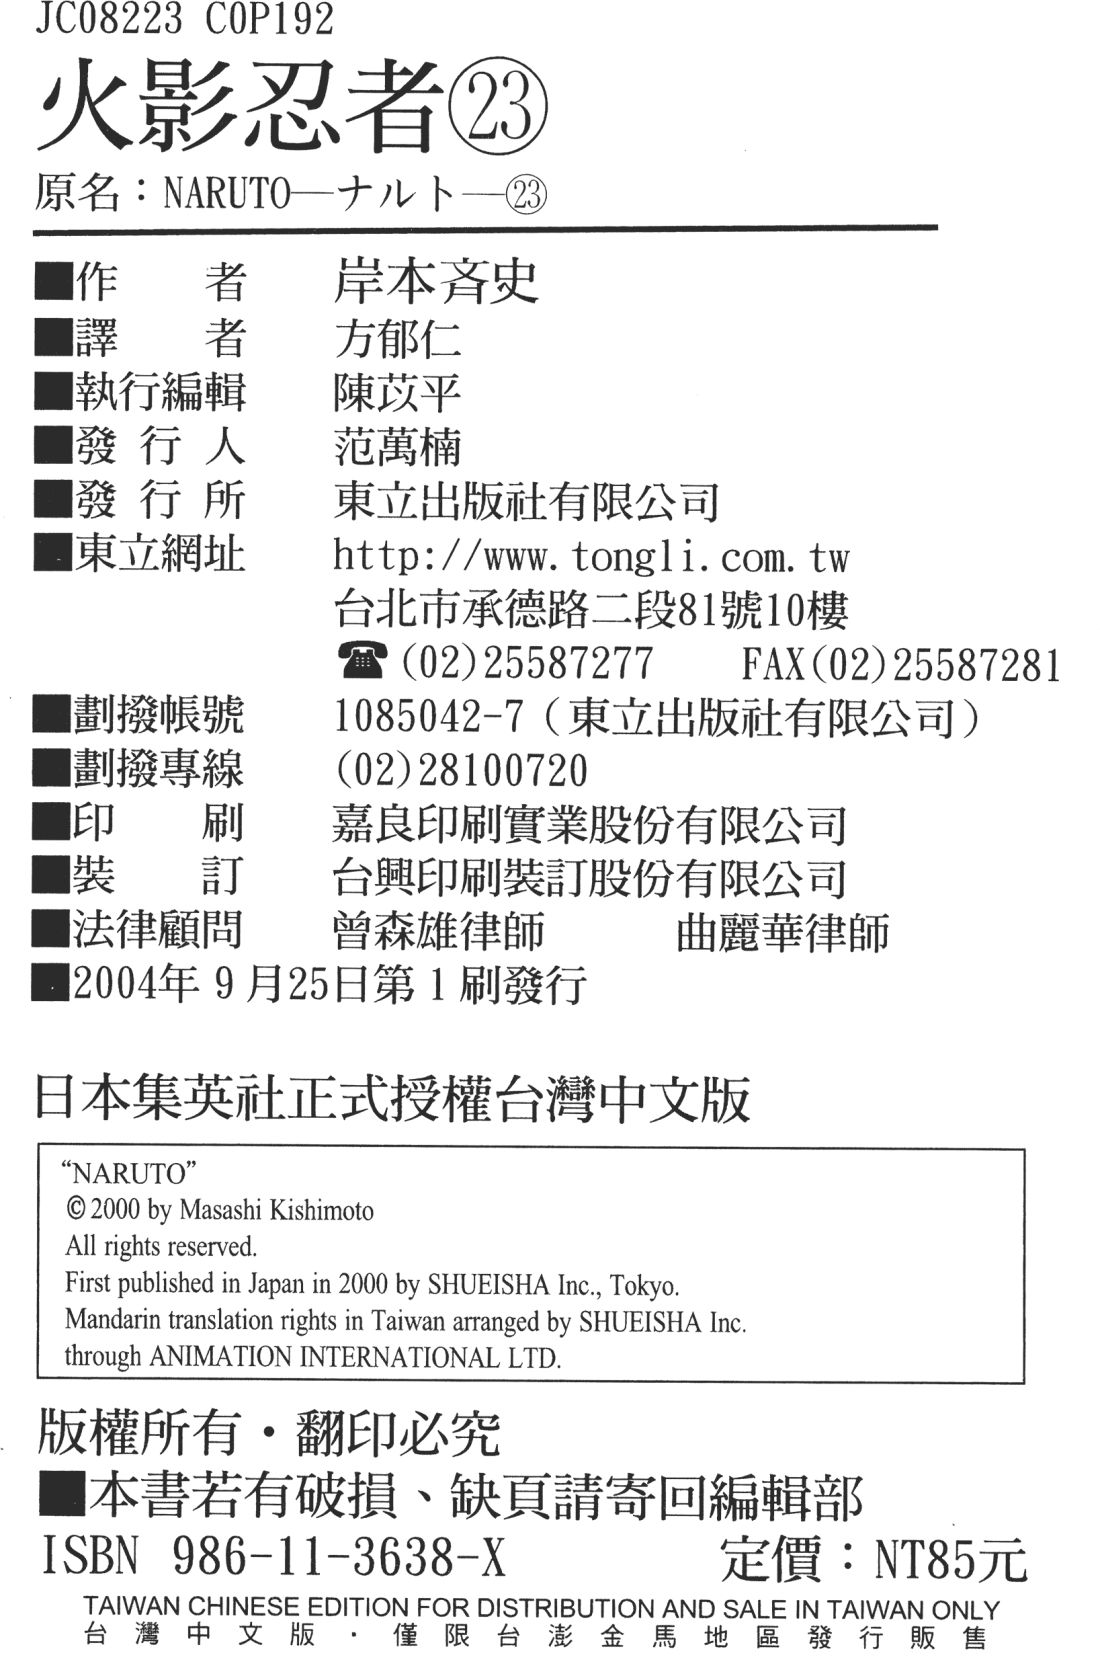 JC08223 C0P192
火影忍者㉓
原名：NARUTO—ナルト—㉓
■作　　者　　岸本斉史
■譯　　者　　方郁仁
■執行編輯　　陳苡平
■發 行 人　　范萬楠
■發 行 所　　東立出版社有限公司
■東立網址　　http://www.tongli.com.tw
台北市承德路二段81號10樓
☎(02)25587277　　FAX(02)25587281
■劃撥帳號　　1085042-7（東立出版社有限公司）
■劃撥專線　　(02)28100720
■印　　刷　　嘉良印刷實業股份有限公司
■裝　　訂　　台興印刷裝訂股份有限公司
■法律顧問　　曾森雄律師　　　曲麗華律師
■2004年 9 月25日第 1 刷發行
日本集英社正式授權台灣中文版
“NARUTO”
© 2000 by Masashi Kishimoto
All rights reserved.
First published in Japan in 2000 by SHUEISHA Inc., Tokyo.
Mandarin translation rights in Taiwan arranged by SHUEISHA Inc.
through ANIMATION INTERNATIONAL LTD.
版權所有・翻印必究
■本書若有破損、缺頁請寄回編輯部
ISBN 986-11-3638-X　　定價：NT85元
TAIWAN CHINESE EDITION FOR DISTRIBUTION AND SALE IN TAIWAN ONLY
台灣中文版・僅限台澎金馬地區發行販售